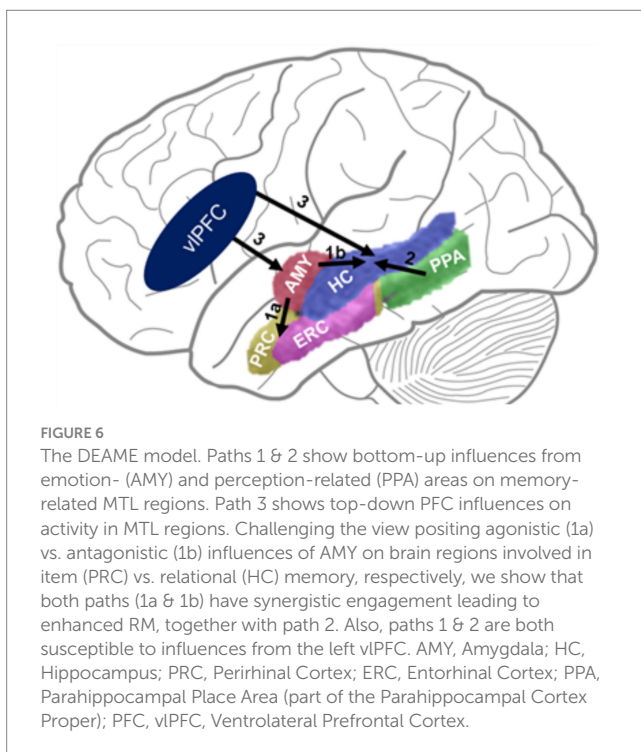 vlPFC
3
3
AMY
1b
HC
2
PPA
1a
PRC
ERC
FIGURE 6
The DEAME model. Paths 1 & 2 show bottom-up influences from
emotion- (AMY) and perception-related (PPA) areas on memory-
related MTL regions. Path 3 shows top-down PFC influences on
activity in MTL regions. Challenging the view positing agonistic (1a)
vs. antagonistic (1b) influences of AMY on brain regions involved in
item (PRC) vs. relational (HC) memory, respectively, we show that
both paths (1a & 1b) have synergistic engagement leading to
enhanced RM, together with path 2. Also, paths 1 & 2 are both
susceptible to influences from the left vlPFC. AMY, Amygdala; HC,
Hippocampus; PRC, Perirhinal Cortex; ERC, Entorhinal Cortex; PPA,
Parahippocampal Place Area (part of the Parahippocampal Cortex
Proper); PFC, vlPFC, Ventrolateral Prefrontal Cortex.